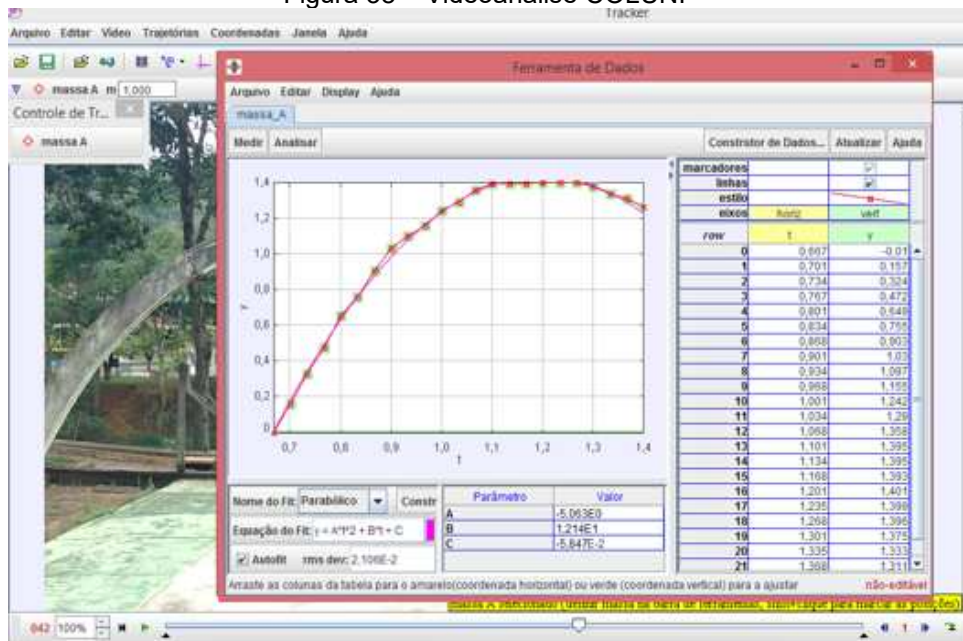 Tracker
Arquivo Editar Vídeo Trajetórias Coordenadas Janela Ajuda
massa A m 1,000
Controle de Tr...
massa A
Ferramenta de Dados
Arquivo Editar Display Ajuda
massa_A
Medir Analisar
Construtor de Dados... Atualizar Ajuda
marcadores
linhas
estilo
eixos horiz vert
row t y
0 0,667 -0,01
1 0,701 0,157
2 0,734 0,324
3 0,767 0,472
4 0,801 0,648
5 0,834 0,755
6 0,868 0,903
7 0,901 1,03
8 0,934 1,097
9 0,968 1,155
10 1,001 1,242
11 1,034 1,29
12 1,068 1,358
13 1,101 1,395
14 1,134 1,395
15 1,168 1,393
16 1,201 1,401
17 1,235 1,399
18 1,268 1,396
19 1,301 1,375
20 1,335 1,333
21 1,368 1,311
1,4
1,2
1,0
0,8
0,6
0,4
0,2
0
y
0,7 0,8 0,9 1,0 1,1 1,2 1,3 1,4
t
Nome do Fit: Parabólico Constr
Equação do Fit: y = A*t^2 + B*t + C
Autofit rms dev: 2,106E-2
Parâmetro Valor
A -5,063E0
B 1,214E1
C
Arraste as colunas da tabela para o amarelo(coordenada horizontal) ou verde (coordenada vertical) para a ajustar
não-editável
massa A selecionado para marcar as posições)
042 100% 1